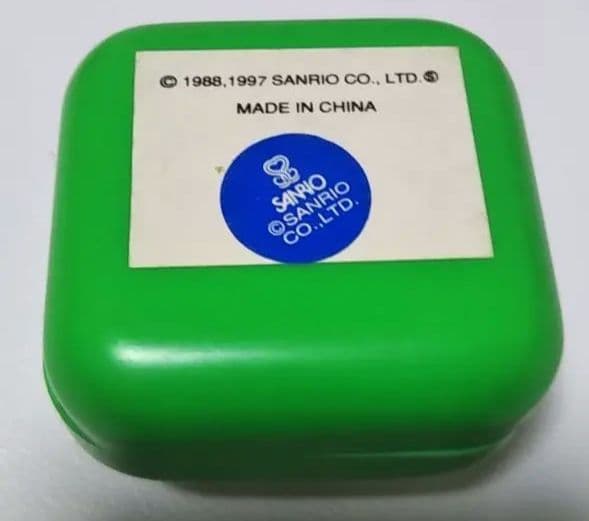 © 1988,1997 SANRIO CO., LTD.Ⓢ
MADE IN CHINA
SANRIO
©SANRIO
CO.,LTD.